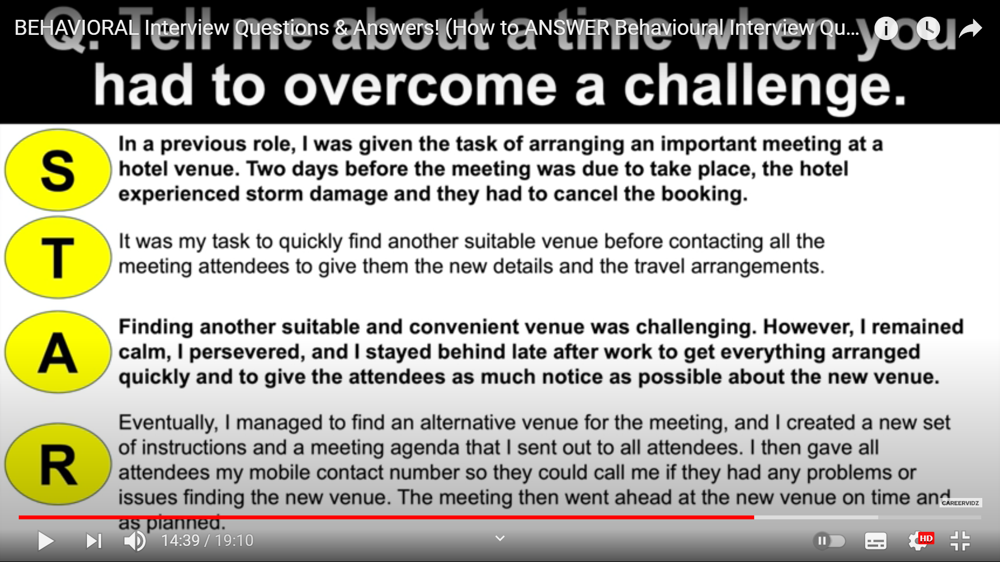 BEHAVIORAL Interview Questions & Answers! (How to ANSWER Behavioural Interview Qu...
Q. Tell me about a time when you
had to overcome a challenge.
S
In a previous role, I was given the task of arranging an important meeting at a
hotel venue. Two days before the meeting was due to take place, the hotel
experienced storm damage and they had to cancel the booking.
T
It was my task to quickly find another suitable venue before contacting all the
meeting attendees to give them the new details and the travel arrangements.
A
Finding another suitable and convenient venue was challenging. However, I remained
calm, I persevered, and I stayed behind late after work to get everything arranged
quickly and to give the attendees as much notice as possible about the new venue.
R
Eventually, I managed to find an alternative venue for the meeting, and I created a new set
of instructions and a meeting agenda that I sent out to all attendees. I then gave all
attendees my mobile contact number so they could call me if they had any problems or
issues finding the new venue. The meeting then went ahead at the new venue on time and
as planned.
CAREERVIDZ
14:39 / 19:10
HD